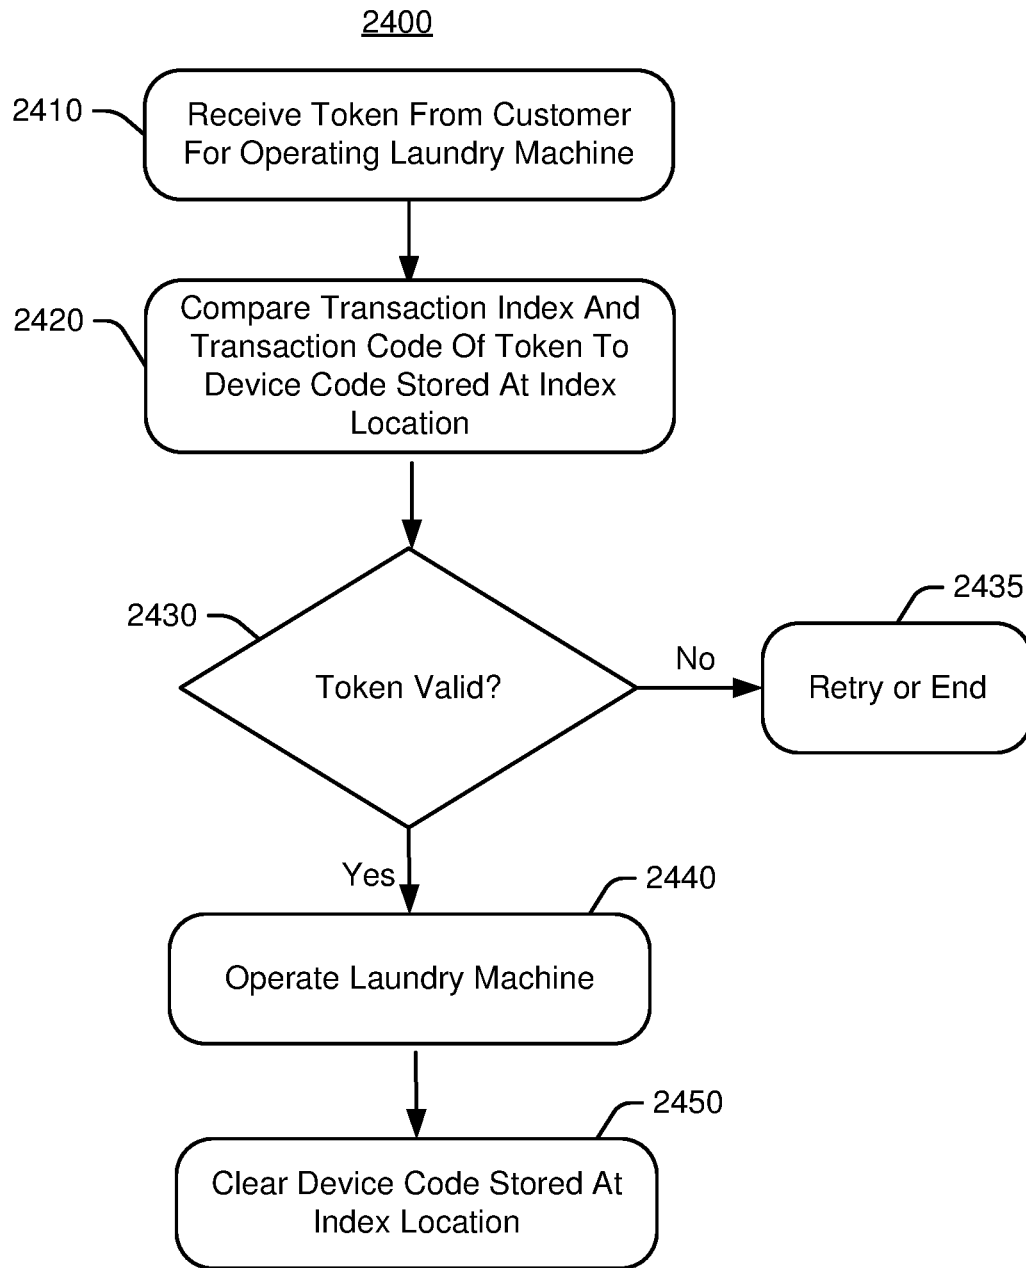 2400
2410
Receive Token From Customer
For Operating Laundry Machine
2420
Compare Transaction Index And
Transaction Code Of Token To
Device Code Stored At Index
Location
2430
Token Valid?
No
2435
Retry or End
Yes
2440
Operate Laundry Machine
2450
Clear Device Code Stored At
Index Location